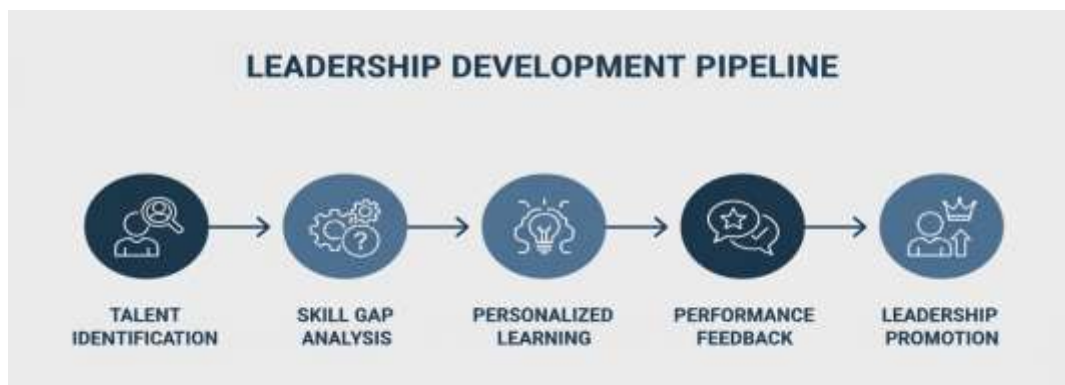 LEADERSHIP DEVELOPMENT PIPELINE
?
TALENT
IDENTIFICATION
SKILL GAP
ANALYSIS
PERSONALIZED
LEARNING
PERFORMANCE
FEEDBACK
LEADERSHIP
PROMOTION